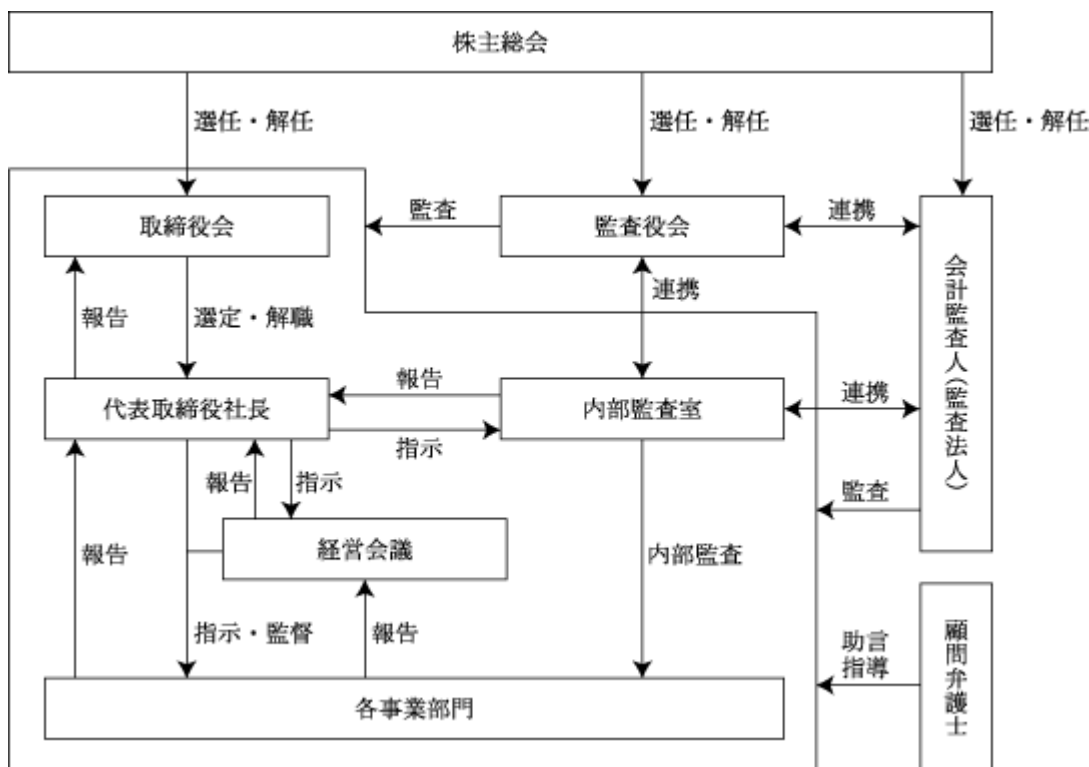 株主総会
選任・解任
選任・解任
選任・解任
取締役会
監査
監査役会
連携
会計監査人(監査法人)
報告
選定・解職
連携
代表取締役社長
報告
指示
内部監査室
連携
報告
指示
監査
経営会議
報告
内部監査
指示・監督
報告
助言
指導
顧問弁護士
各事業部門